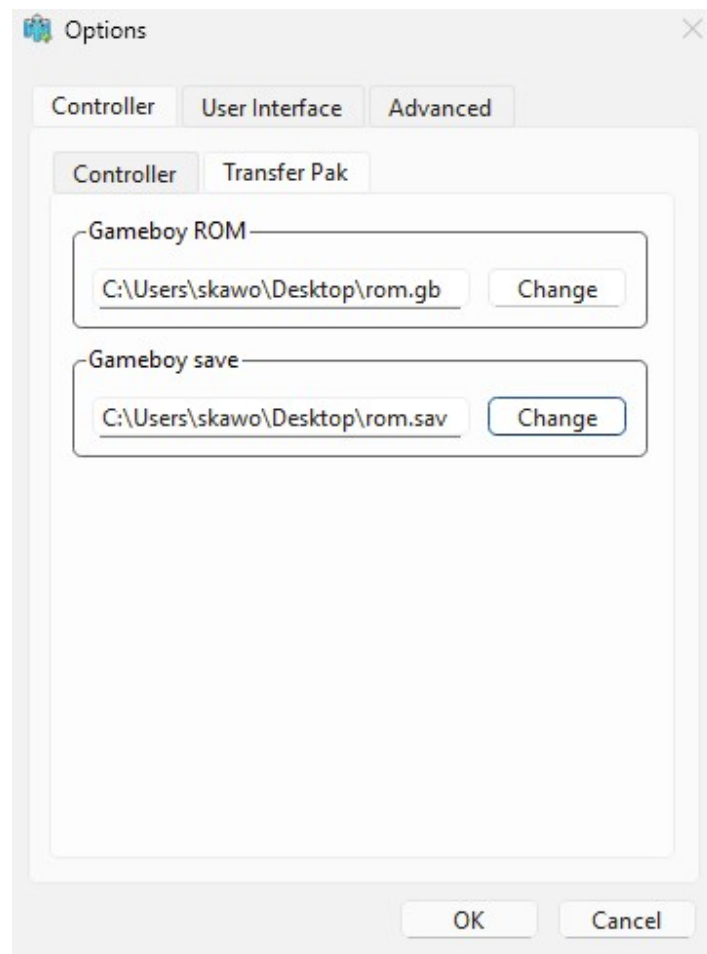 Options
Controller User Interface Advanced
Controller Transfer Pak
Gameboy ROM
C:\Users\skawo\Desktop\rom.gb Change
Gameboy save
C:\Users\skawo\Desktop\rom.sav Change
OK Cancel